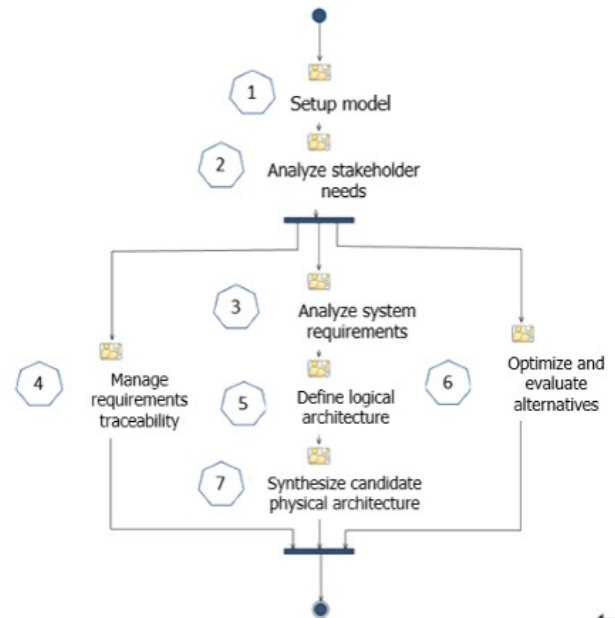 1
Setup model
2
Analyze stakeholder
needs
3
Analyze system
requirements
4
Manage
requirements
traceability
5
Define logical
architecture
6
Optimize and
evaluate
alternatives
7
Synthesize candidate
physical architecture